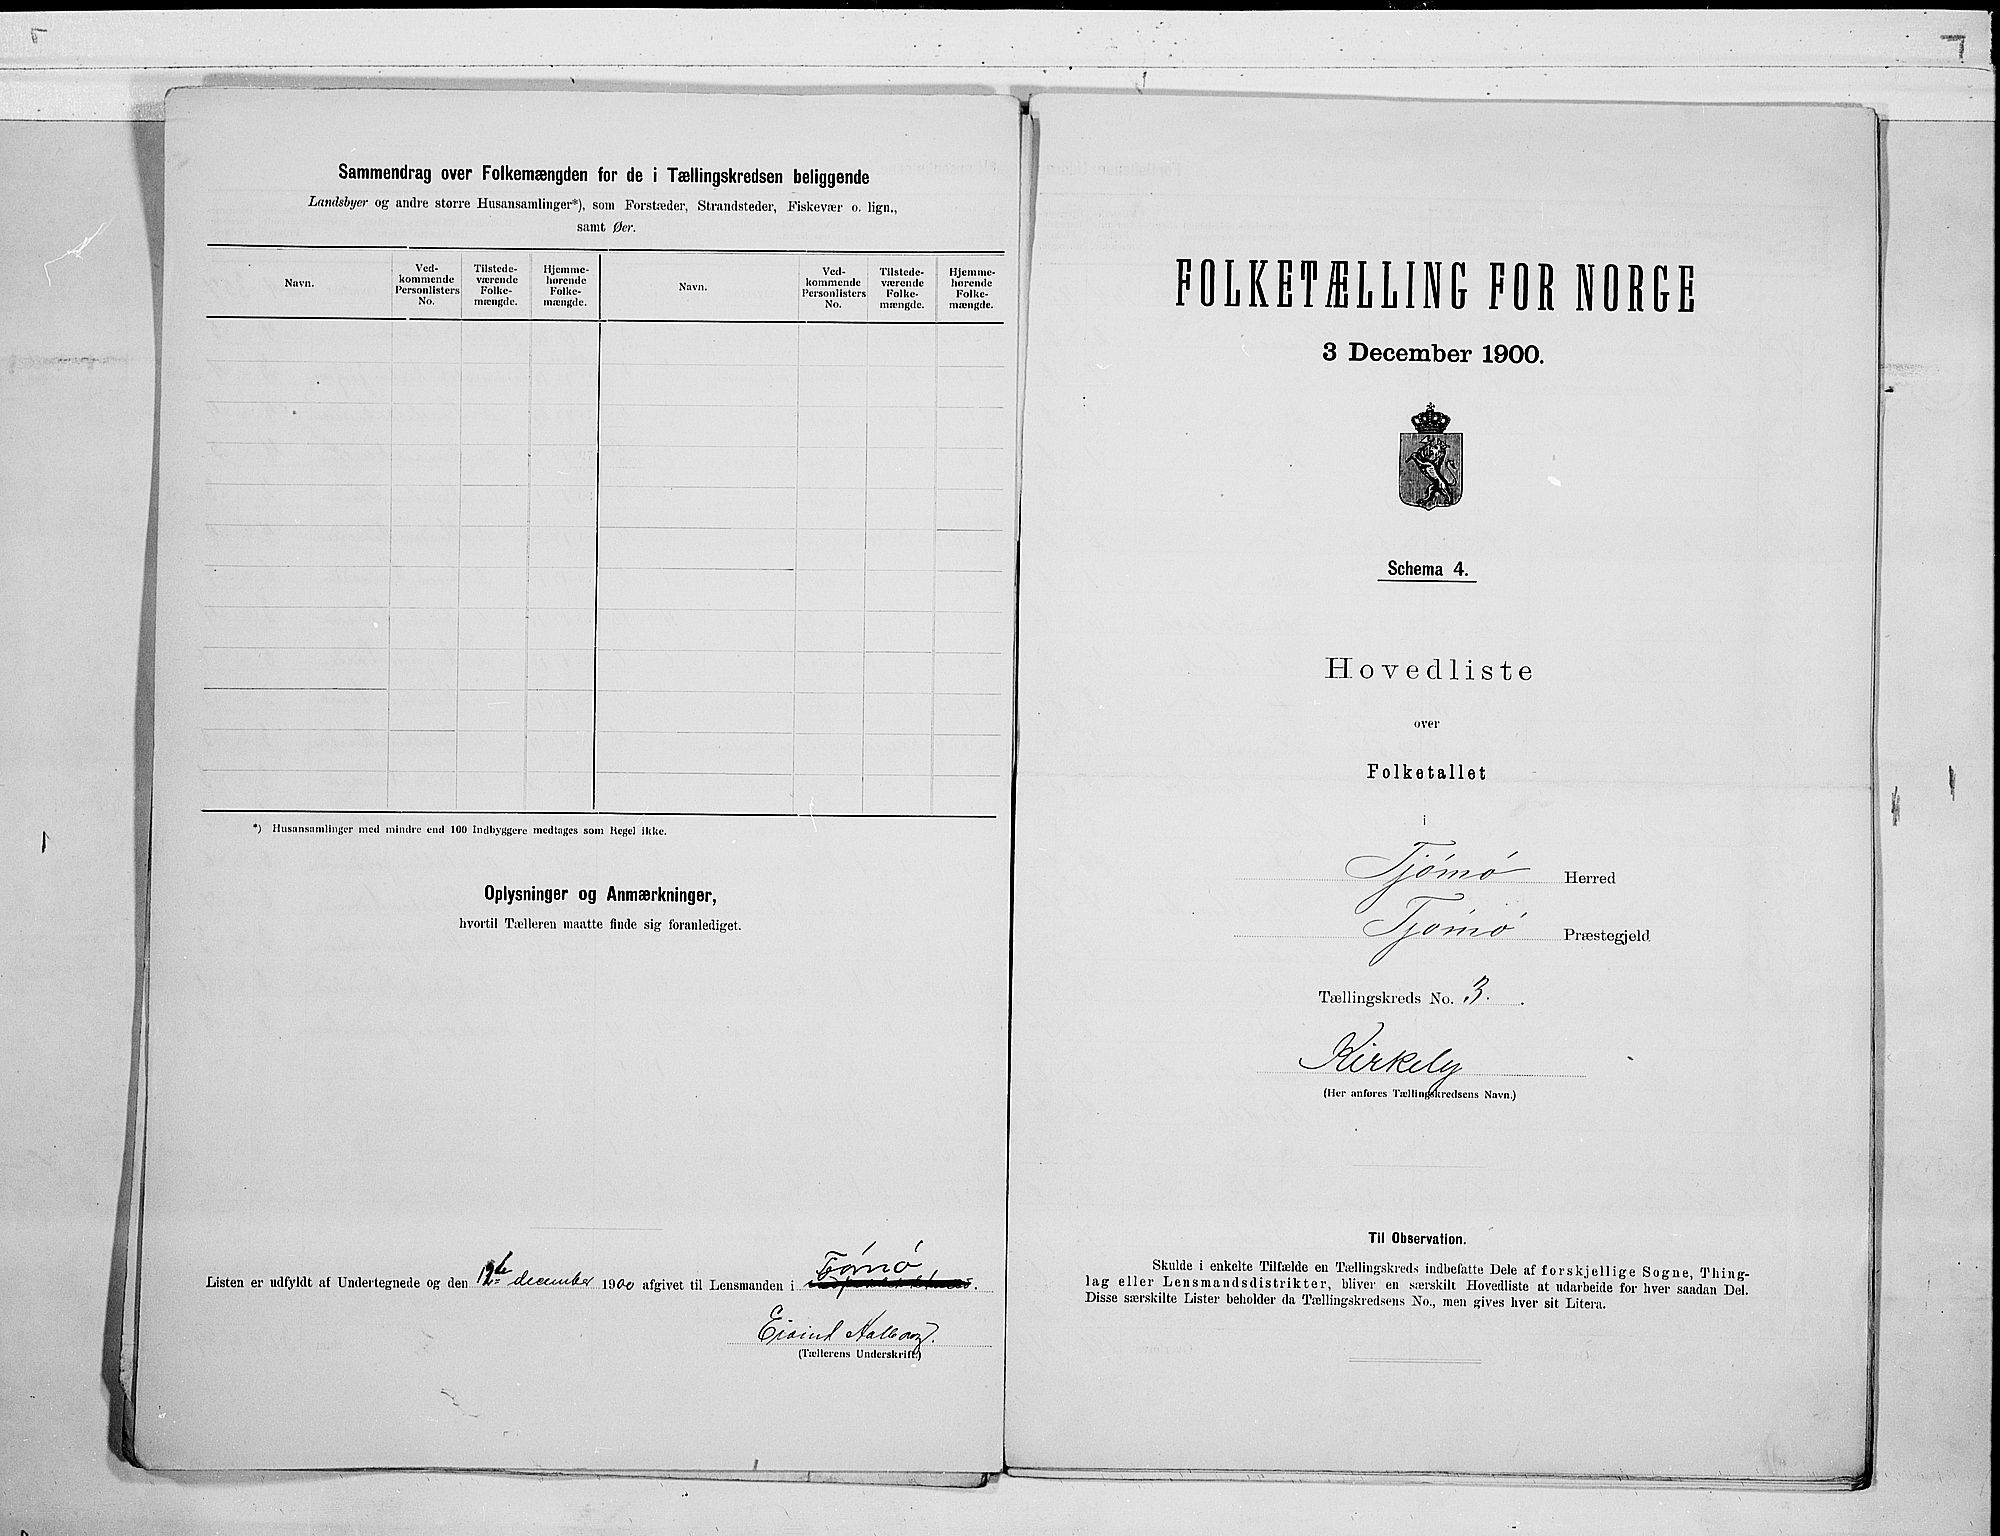 Sammendrag over Folkemængden for de i Tællingskredsen beliggende
Landsbyer og andre større Husansamlinger*), som Forstæder, Strandsteder, Fiskevær o. lign.,
samt Øer.
Navn.
Ved-
kommende
Personlisters
No.
Tilstede-
værende
Folke-
mængde.
Hjemme-
hørende
Folke-
mængde.
Navn.
Ved-
kommende
Personlisters
No.
Tilstede-
værende
Folke-
mængde.
Hjemme-
hørende
Folke-
mængde.
*) Husansamlinger med mindre end 100 Indbyggere medtages som Regel ikke.
Oplysninger og Anmærkninger,
hvortil Tælleren maatte finde sig foranlediget.
Tjømø
Listen er udfyldt af Undertegnede og den 12te december 1900 afgivet til Lensmanden i
Eivind Aalborg.
(Tællerens Underskrift.)
FOLKETÆLLING FOR NORGE
3 December 1900.
Schema 4.
Hovedliste
over
Folketallet
i
Tjømø Herred
Tjømø Præstegjeld
Tællingskreds No. 3.
Kirkeby
(Her anføres Tællingskredsens Navn.)
Til Observation.
Skulde i enkelte Tilfælde en Tællingskreds indbefatte Dele af forskjellige Sogne, Thing-
lag eller Lensmandsdistrikter, bliver en særskilt Hovedliste at udarbeide for hver saadan Del.
Disse særskilte Lister beholder da Tællingskredsens No., men gives hver sit Litera.